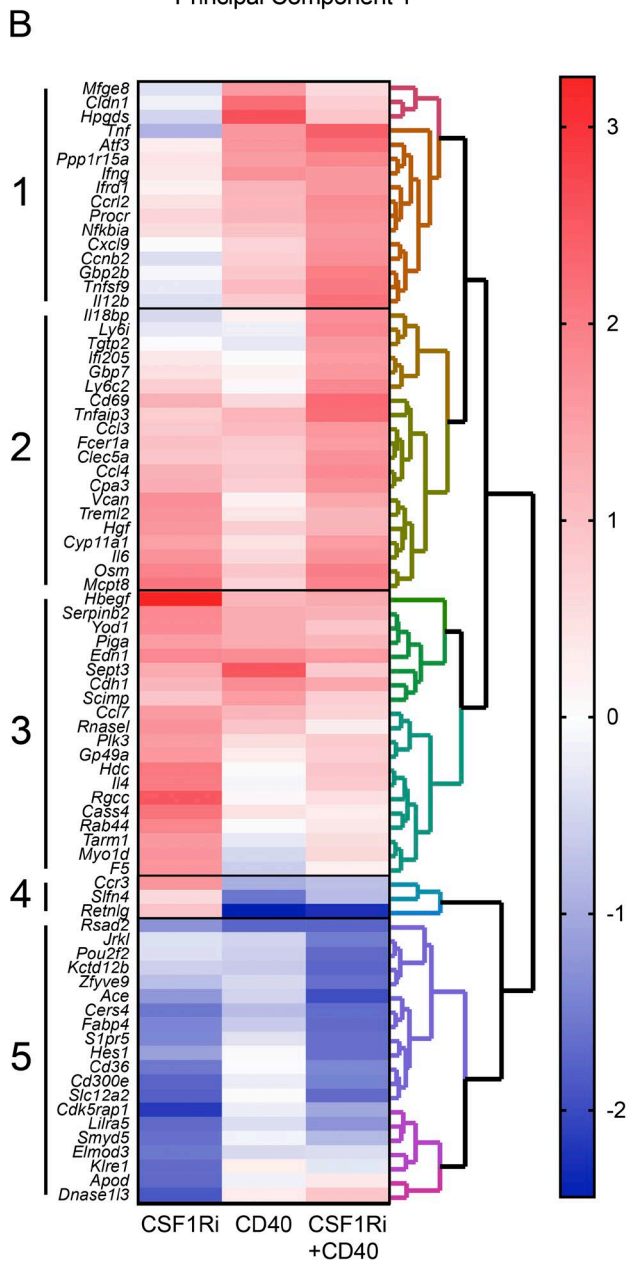 Principal Component 1
B
1
2
3
4
5
Mfge8
Cldn1
Hpgds
Tnf
Atf3
Ppp1r15a
Ifng
Ifrd1
Ccrl2
Procr
Nfkbia
Cxcl9
Ccnb2
Gbp2b
Tnfsf9
Il12b
Il18bp
Ly6i
Tgtp2
Ifi205
Gbp7
Ly6c2
Cd69
Tnfaip3
Ccl3
Fcer1a
Clec5a
Ccl4
Cpa3
Vcan
Treml2
Hgf
Cyp11a1
Il6
Osm
Mcpt8
Hbegf
Serpinb2
Yod1
Piga
Edn1
Sept3
Cdh1
Scimp
Ccl7
Rnasel
Plk3
Gp49a
Hdc
Il4
Rgcc
Cass4
Rab44
Tarm1
Myo1d
F5
Ccr3
Slfn4
Retnlg
Rsad2
Jrkl
Pou2f2
Kctd12b
Zfyve9
Ace
Cers4
Fabp4
S1pr5
Hes1
Cd36
Cd300e
Slc12a2
Cdk5rap1
Lilra5
Smyd5
Elmod3
Klre1
Apod
Dnase1l3
CSF1Ri CD40 CSF1Ri
+CD40
3
2
1
0
-1
-2